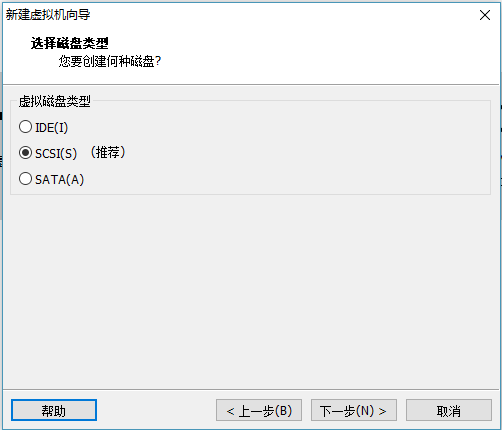 新建虚拟机向导
选择磁盘类型
您要创建何种磁盘?
虚拟磁盘类型
IDE(I)
SCSI(S) （推荐）
SATA(A)
帮助 < 上一步(B) 下一步(N) > 取消